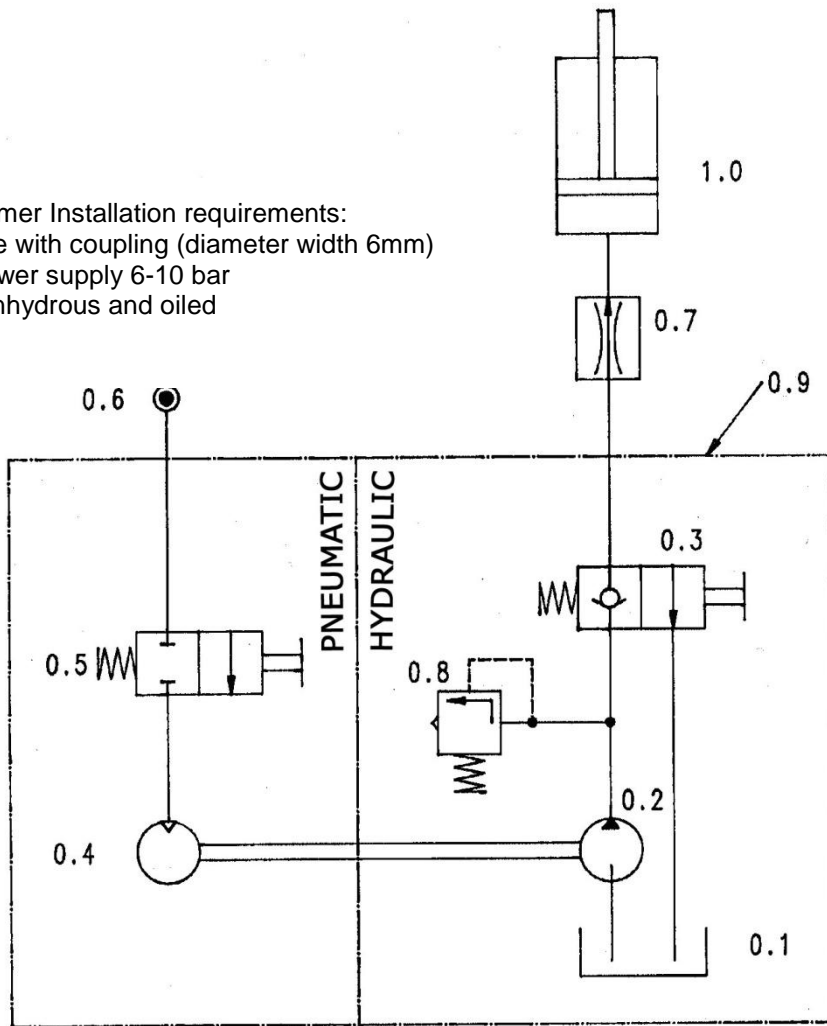 1.0
mer Installation requirements:
e with coupling (diameter width 6mm)
wer supply 6-10 bar
nhydrous and oiled
0.7
0.6
0.9
PNEUMATIC
HYDRAULIC
0.3
0.5
0.8
0.2
0.4
0.1